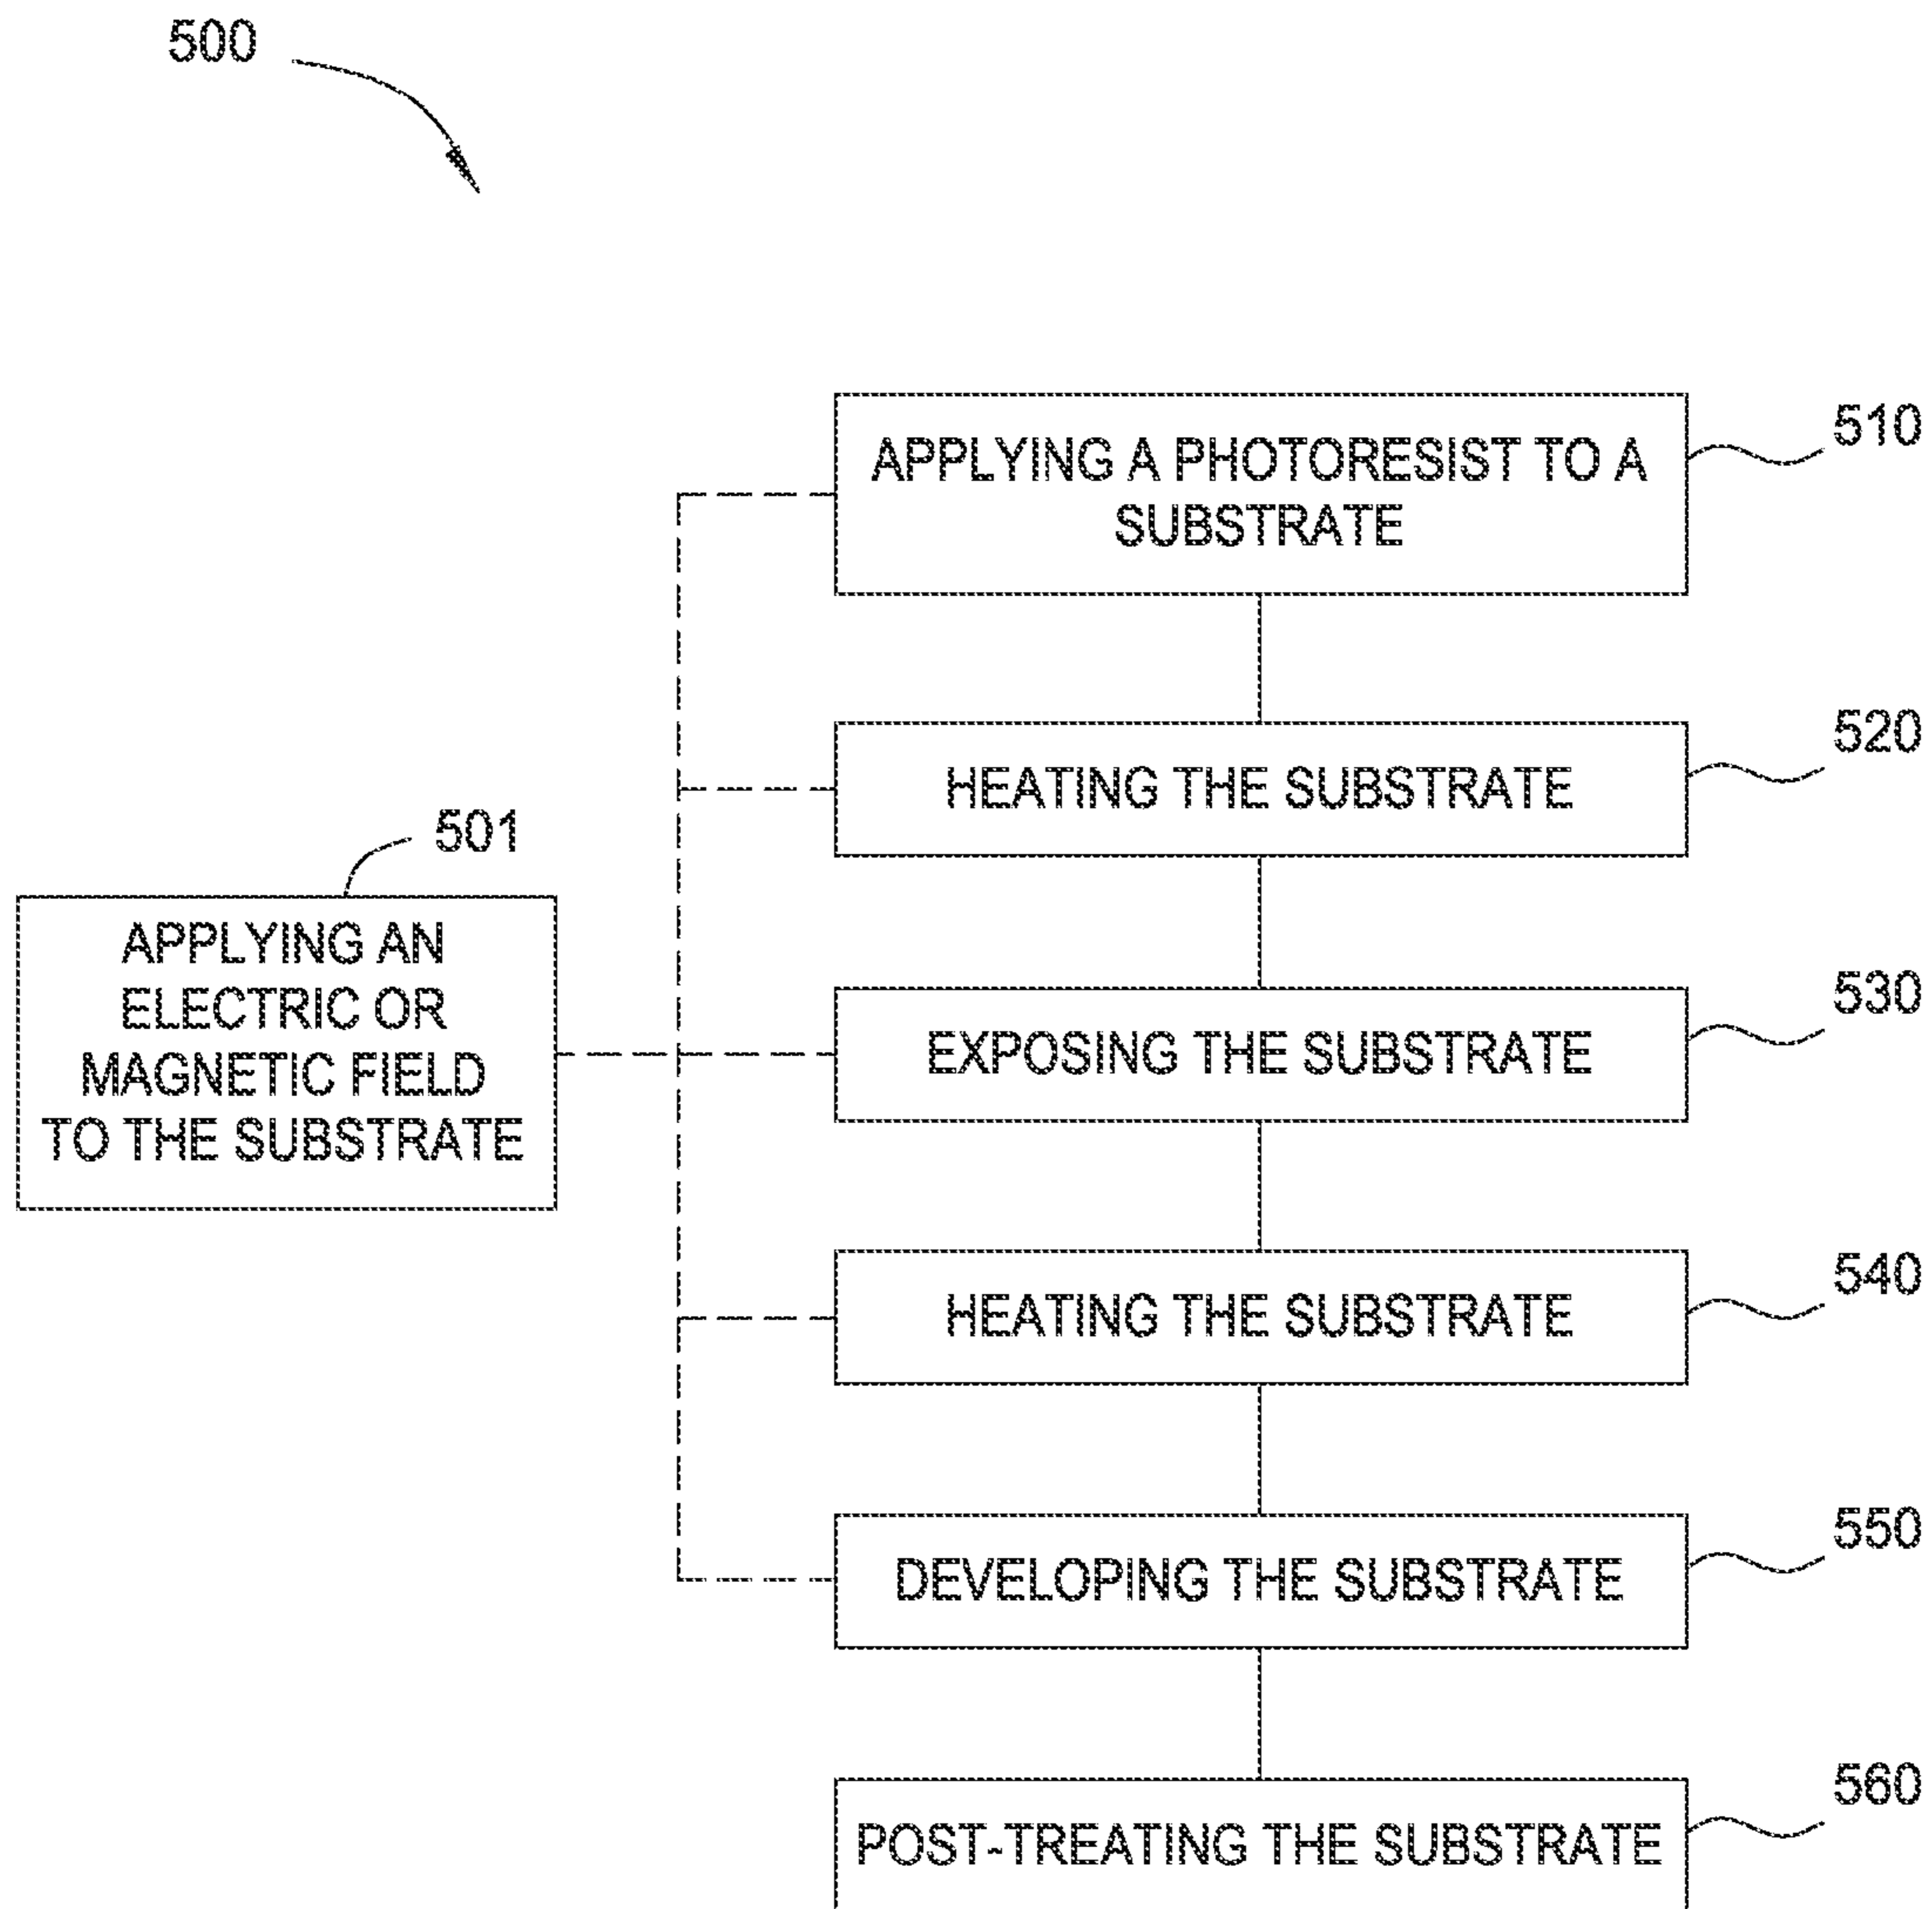 500
APPLYING A PHOTORESIST TO A
SUBSTRATE
510
HEATING THE SUBSTRATE
520
501
APPLYING AN
ELECTRIC OR
MAGNETIC FIELD
TO THE SUBSTRATE
EXPOSING THE SUBSTRATE
530
HEATING THE SUBSTRATE
540
DEVELOPING THE SUBSTRATE
550
POST-TREATING THE SUBSTRATE
560